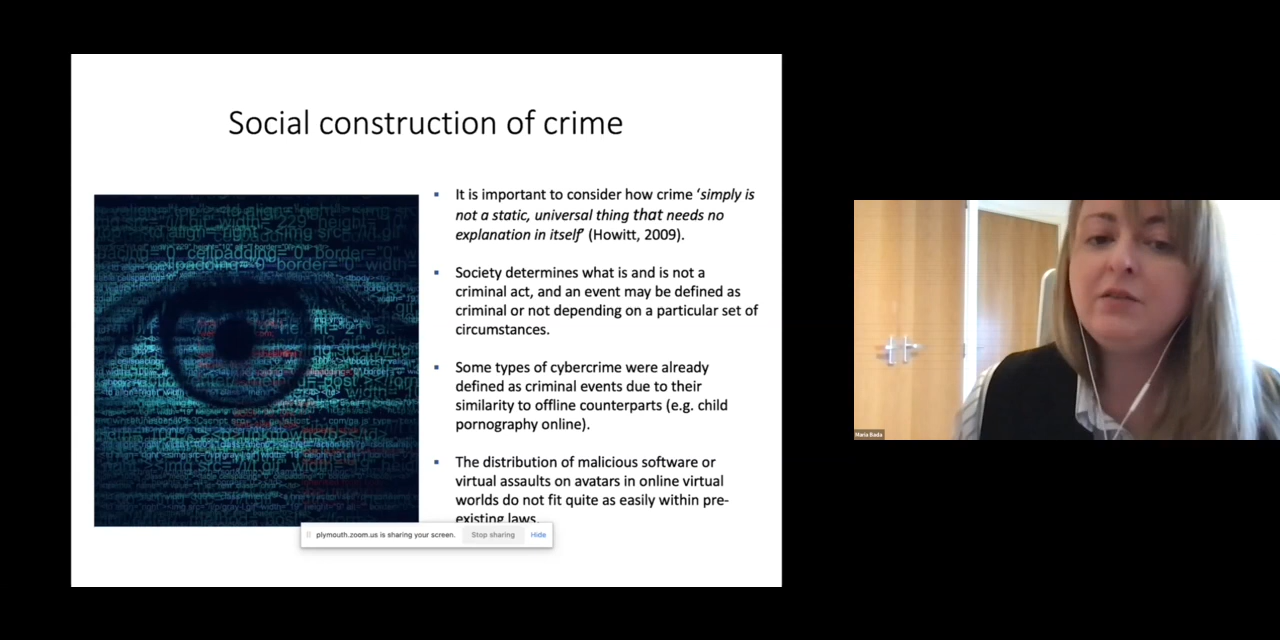 Social construction of crime
It is important to consider how crime ‘simply is
not a static, universal thing that needs no
explanation in itself’ (Howitt, 2009).
Society determines what is and is not a
criminal act, and an event may be defined as
criminal or not depending on a particular set of
circumstances.
Some types of cybercrime were already
defined as criminal events due to their
similarity to offline counterparts (e.g. child
pornography online).
The distribution of malicious software or
virtual assaults on avatars in online virtual
worlds do not fit quite as easily within pre-
existing laws.
plymouth.zoom.us is sharing your screen.
Stop sharing
Hide
Maria Bada